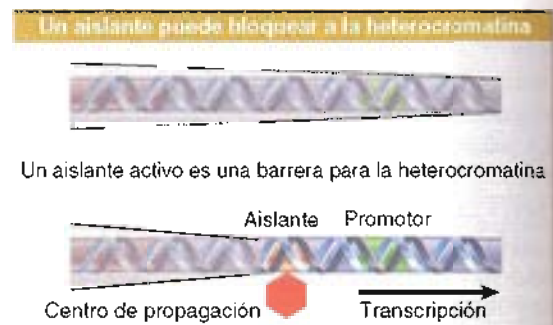 Un aislante puede bloquear a la heterocromatina
Un aislante activo es una barrera para la heterocromatina
Aislante Promotor
Centro de propagación Transcripción